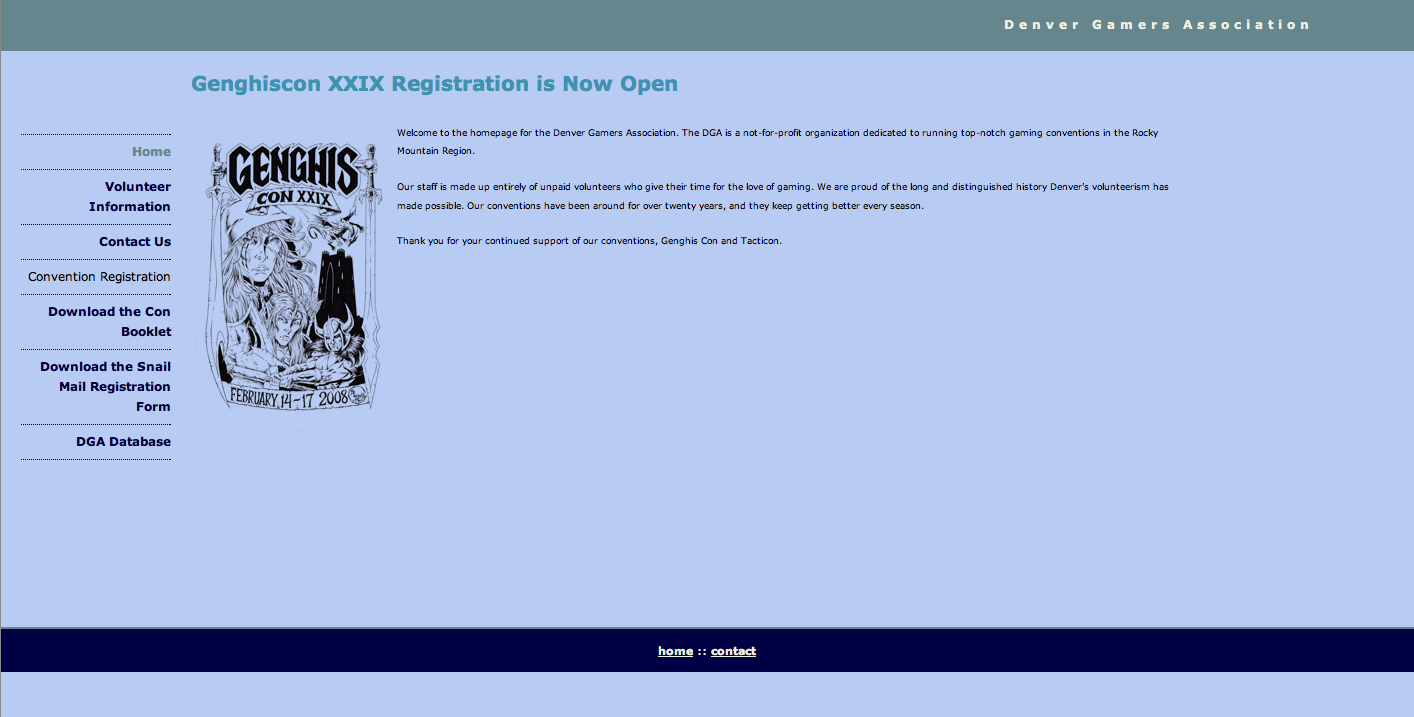 Denver Gamers Association
Genghiscon XXIX Registration is Now Open
Home
Volunteer
Information
Contact Us
Convention Registration
Download the Con
Booklet
Download the Snail
Mail Registration
Form
DGA Database
GENGHIS
CON XXIX
FEBRUARY 14-17 2008
Welcome to the homepage for the Denver Gamers Association. The DGA is a not-for-profit organization dedicated to running top-notch gaming conventions in the Rocky
Mountain Region.
Our staff is made up entirely of unpaid volunteers who give their time for the love of gaming. We are proud of the long and distinguished history Denver's volunteerism has
made possible. Our conventions have been around for over twenty years, and they keep getting better every season.
Thank you for your continued support of our conventions, Genghis Con and Tacticon.
home :: contact